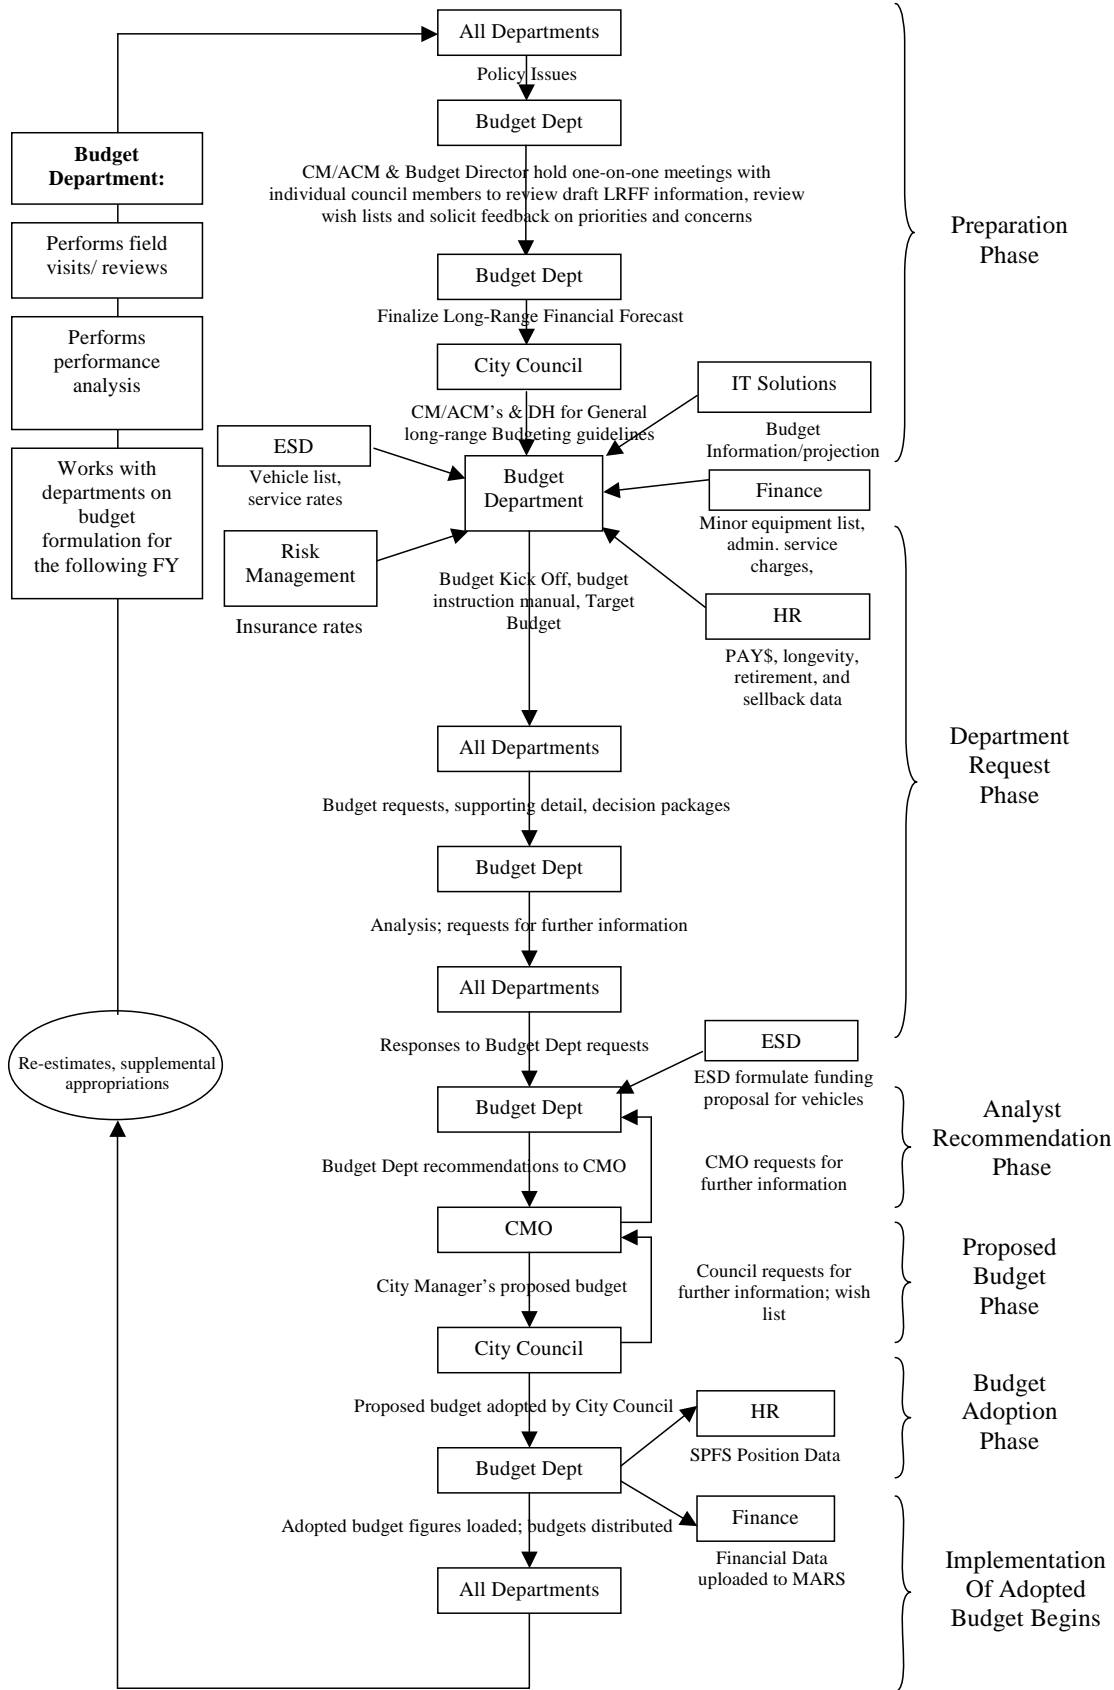 All Departments
Policy Issues
Budget Dept
Budget
Department:
CM/ACM & Budget Director hold one-on-one meetings with
individual council members to review draft LRFF information, review
wish lists and solicit feedback on priorities and concerns
Preparation
Phase
Performs field
visits/ reviews
Budget Dept
Finalize Long-Range Financial Forecast
Performs
performance
analysis
City Council
IT Solutions
CM/ACM's & DH for General
long-range Budgeting guidelines
Budget
Information/projection
ESD
Vehicle list,
service rates
Works with
departments on
budget
formulation for
the following FY
Budget
Department
Finance
Minor equipment list,
admin. service
charges,
Risk
Management
Insurance rates
Budget Kick Off, budget
instruction manual, Target
Budget
HR
PAY$, longevity,
retirement, and
sellback data
All Departments
Department
Request
Phase
Budget requests, supporting detail, decision packages
Budget Dept
Analysis; requests for further information
All Departments
Responses to Budget Dept requests
ESD
ESD formulate funding
proposal for vehicles
Re-estimates, supplemental
appropriations
Budget Dept
Analyst
Recommendation
Phase
Budget Dept recommendations to CMO
CMO requests for
further information
CMO
City Manager's proposed budget
Council requests for
further information; wish
list
Proposed
Budget
Phase
City Council
Proposed budget adopted by City Council
HR
SPFS Position Data
Budget
Adoption
Phase
Budget Dept
Adopted budget figures loaded; budgets distributed
Finance
Financial Data
uploaded to MARS
All Departments
Implementation
Of Adopted
Budget Begins